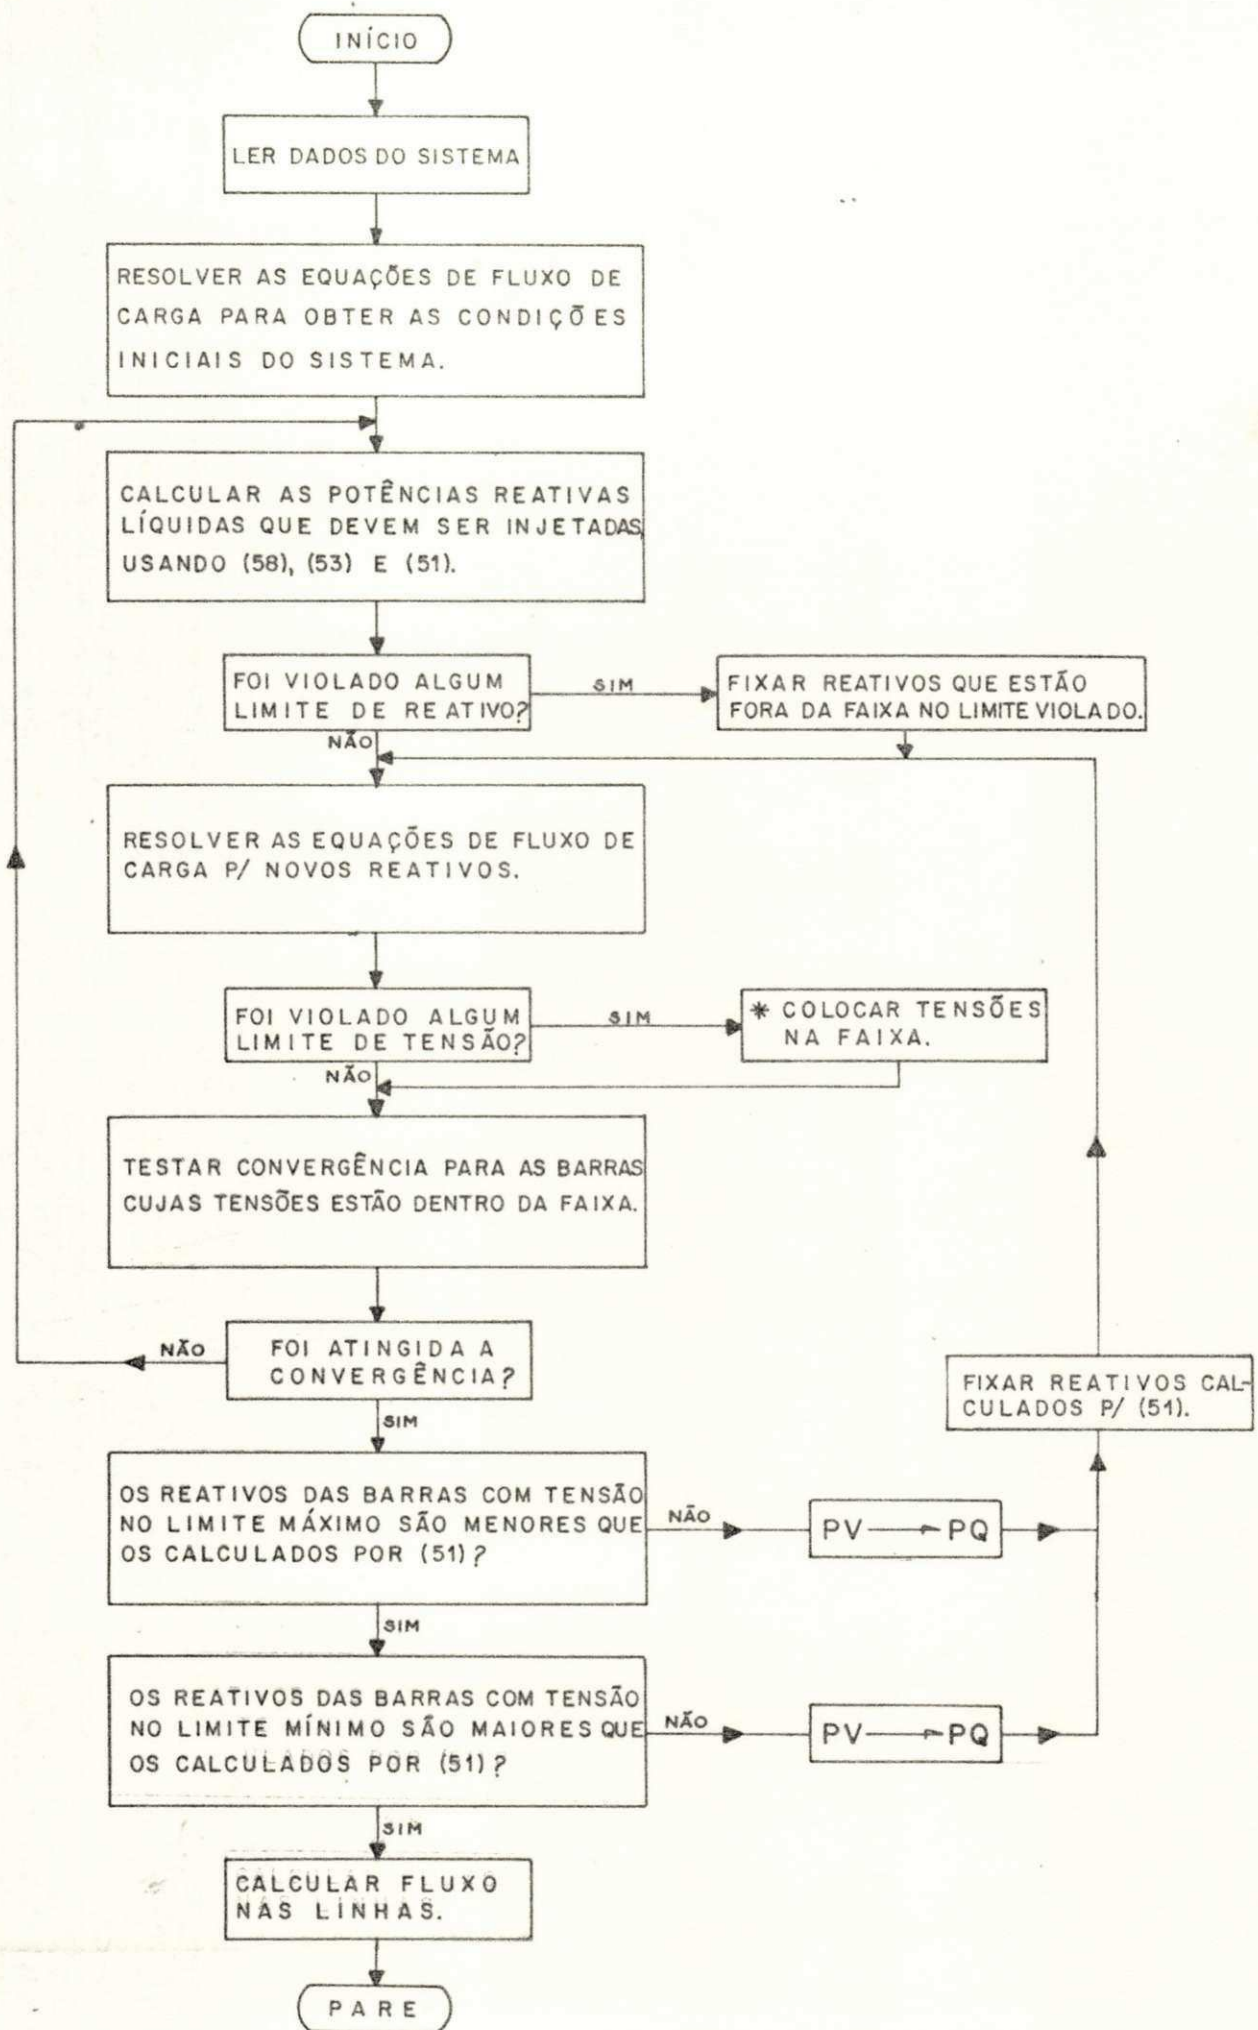 INÍCIO
LER DADOS DO SISTEMA
RESOLVER AS EQUAÇÕES DE FLUXO DE
CARGA PARA OBTER AS CONDIÇÕES
INICIAIS DO SISTEMA.
CALCULAR AS POTÊNCIAS REATIVAS
LÍQUIDAS QUE DEVEM SER INJETADAS,
USANDO (58), (53) E (51).
FOI VIOLADO ALGUM
LIMITE DE REATIVO?
SIM
FIXAR REATIVOS QUE ESTÃO
FORA DA FAIXA NO LIMITE VIOLADO.
NÃO
RESOLVER AS EQUAÇÕES DE FLUXO DE
CARGA P/ NOVOS REATIVOS.
FOI VIOLADO ALGUM
LIMITE DE TENSÃO?
SIM
* COLOCAR TENSÕES
NA FAIXA.
NÃO
TESTAR CONVERGÊNCIA PARA AS BARRAS
CUJAS TENSÕES ESTÃO DENTRO DA FAIXA.
FOI ATINGIDA A
CONVERGÊNCIA?
NÃO
SIM
FIXAR REATIVOS CAL-
CULADOS P/ (51).
OS REATIVOS DAS BARRAS COM TENSÃO
NO LIMITE MÁXIMO SÃO MENORES QUE
OS CALCULADOS POR (51)?
NÃO
PV → PQ
SIM
OS REATIVOS DAS BARRAS COM TENSÃO
NO LIMITE MÍNIMO SÃO MAIORES QUE
OS CALCULADOS POR (51)?
NÃO
PV → PQ
SIM
CALCULAR FLUXO
NAS LINHAS.
PARE